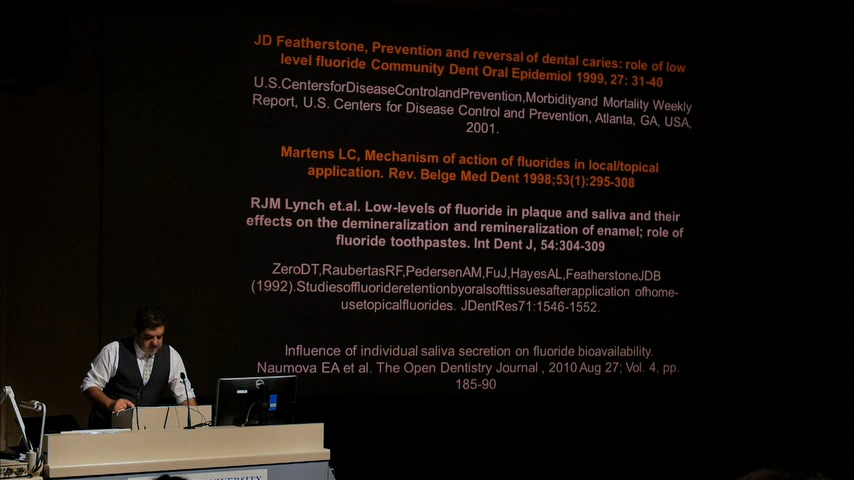 JD Featherstone, Prevention and reversal of dental caries: role of low
level fluoride Community Dent Oral Epidemiol 1999, 27: 31-40
U.S.CentersforDiseaseControlandPrevention,Morbidityand Mortality Weekly
Report, U.S. Centers for Disease Control and Prevention, Atlanta, GA, USA,
2001.
Martens LC, Mechanism of action of fluorides in local/topical
application. Rev. Belge Med Dent 1998;53(1):295-308
RJM Lynch et.al. Low-levels of fluoride in plaque and saliva and their
effects on the demineralization and remineralization of enamel; role of
fluoride toothpastes. Int Dent J, 54:304-309
ZeroDT,RaubertasRF,PedersenAM,FuJ,HayesAL,FeatherstoneJDB
(1992).Studiesoffluorideretentionbyoralsofttissuesafterapplication ofhome-
usetopicalfluorides. JDentRes71:1546-1552.
Influence of individual saliva secretion on fluoride bioavailability.
Naumova EA et al. The Open Dentistry Journal , 2010 Aug 27; Vol. 4, pp.
185-90